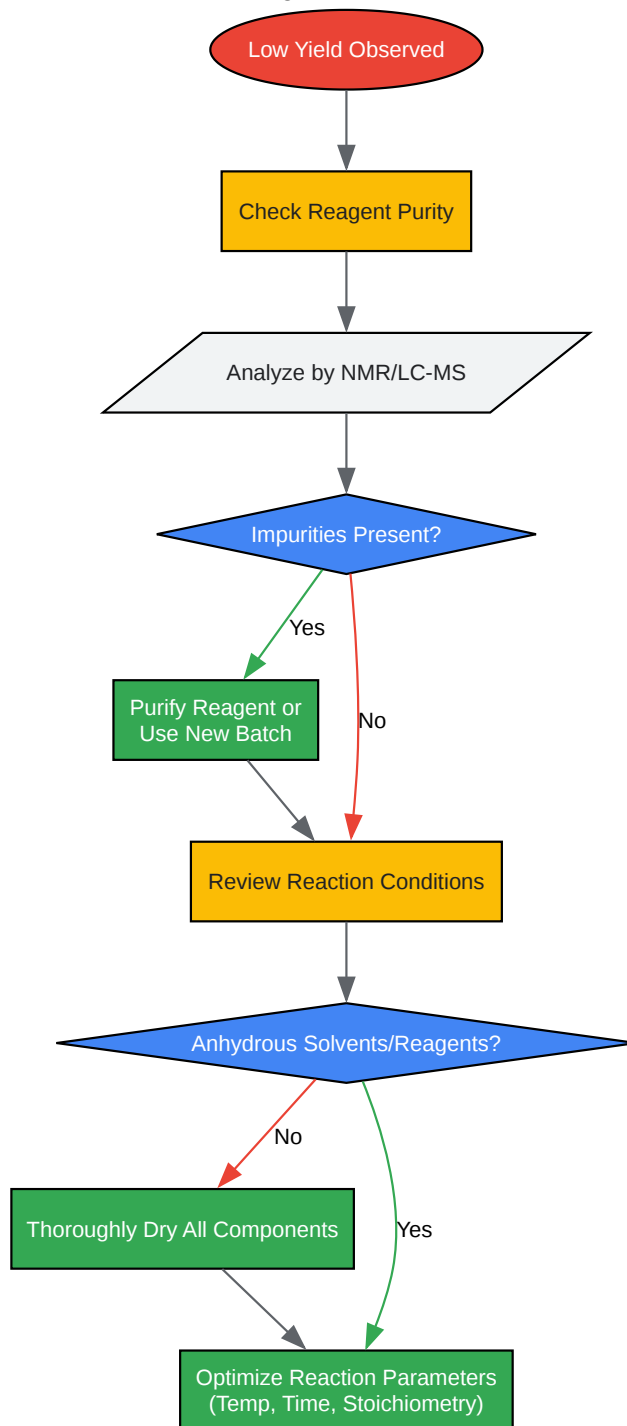 Low Yield Observed
Check Reagent Purity
Analyze by NMR/LC-MS
Impurities Present?
Yes
Purify Reagent or
Use New Batch
No
Review Reaction Conditions
Anhydrous Solvents/Reagents?
No
Thoroughly Dry All Components
Yes
Optimize Reaction Parameters
(Temp, Time, Stoichiometry)